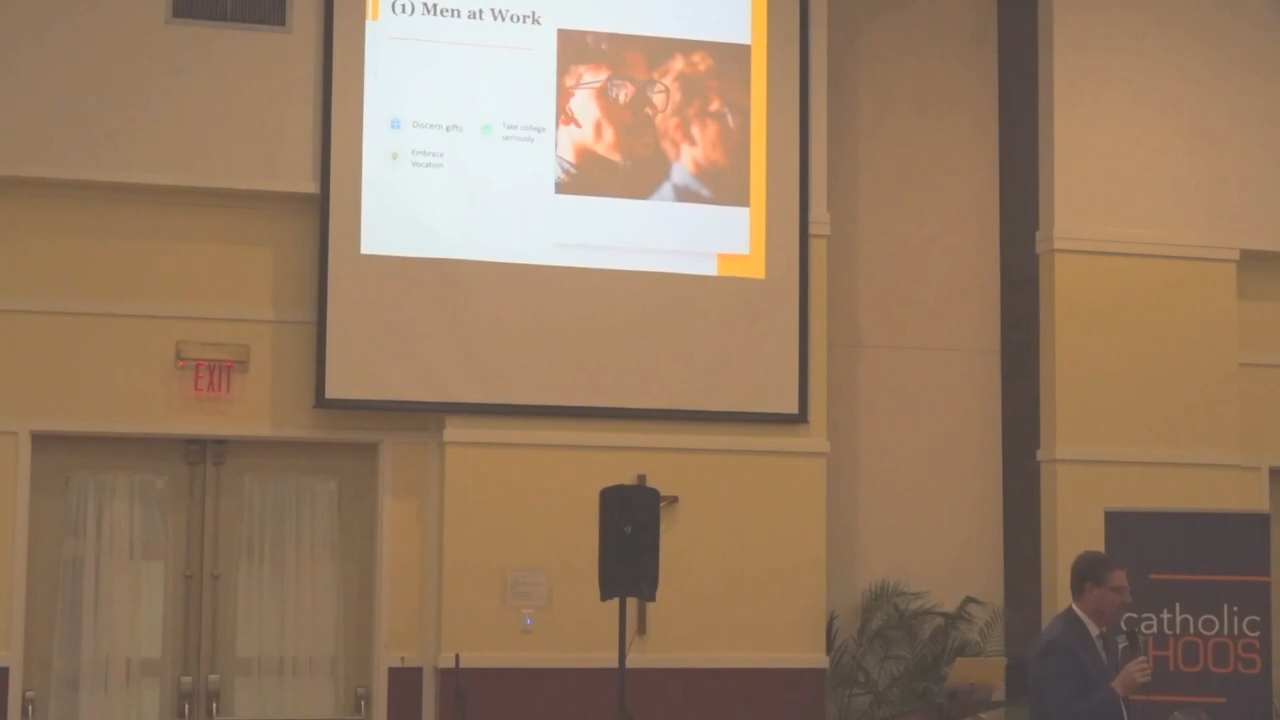 (1) Men at Work
Discern gifts
Take college
seriously
Embrace
Vocation
EXIT
catholic
HOOS